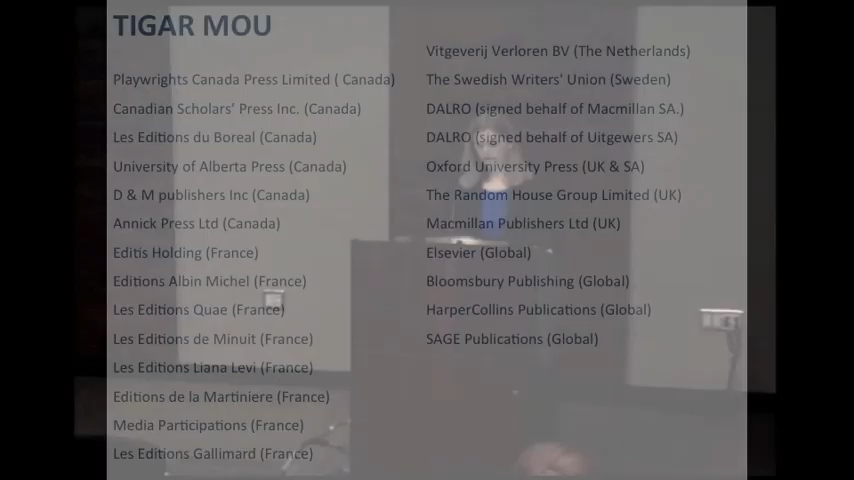 TIGAR MOU
Playwrights Canada Press Limited ( Canada)
Canadian Scholars' Press Inc. (Canada)
Les Editions du Boreal (Canada)
University of Alberta Press (Canada)
D & M publishers Inc (Canada)
Annick Press Ltd (Canada)
Editis Holding (France)
Editions Albin Michel (France)
Les Editions Quae (France)
Les Editions de Minuit (France)
Les Editions Liana Levi (France)
Editions de la Martiniere (France)
Media Participations (France)
Les Editions Gallimard (France)
Vitgeverij Verloren BV (The Netherlands)
The Swedish Writers' Union (Sweden)
DALRO (signed behalf of Macmillan SA.)
DALRO (signed behalf of Uitgewers SA)
Oxford University Press (UK & SA)
The Random House Group Limited (UK)
Macmillan Publishers Ltd (UK)
Elsevier (Global)
Bloomsbury Publishing (Global)
HarperCollins Publications (Global)
SAGE Publications (Global)